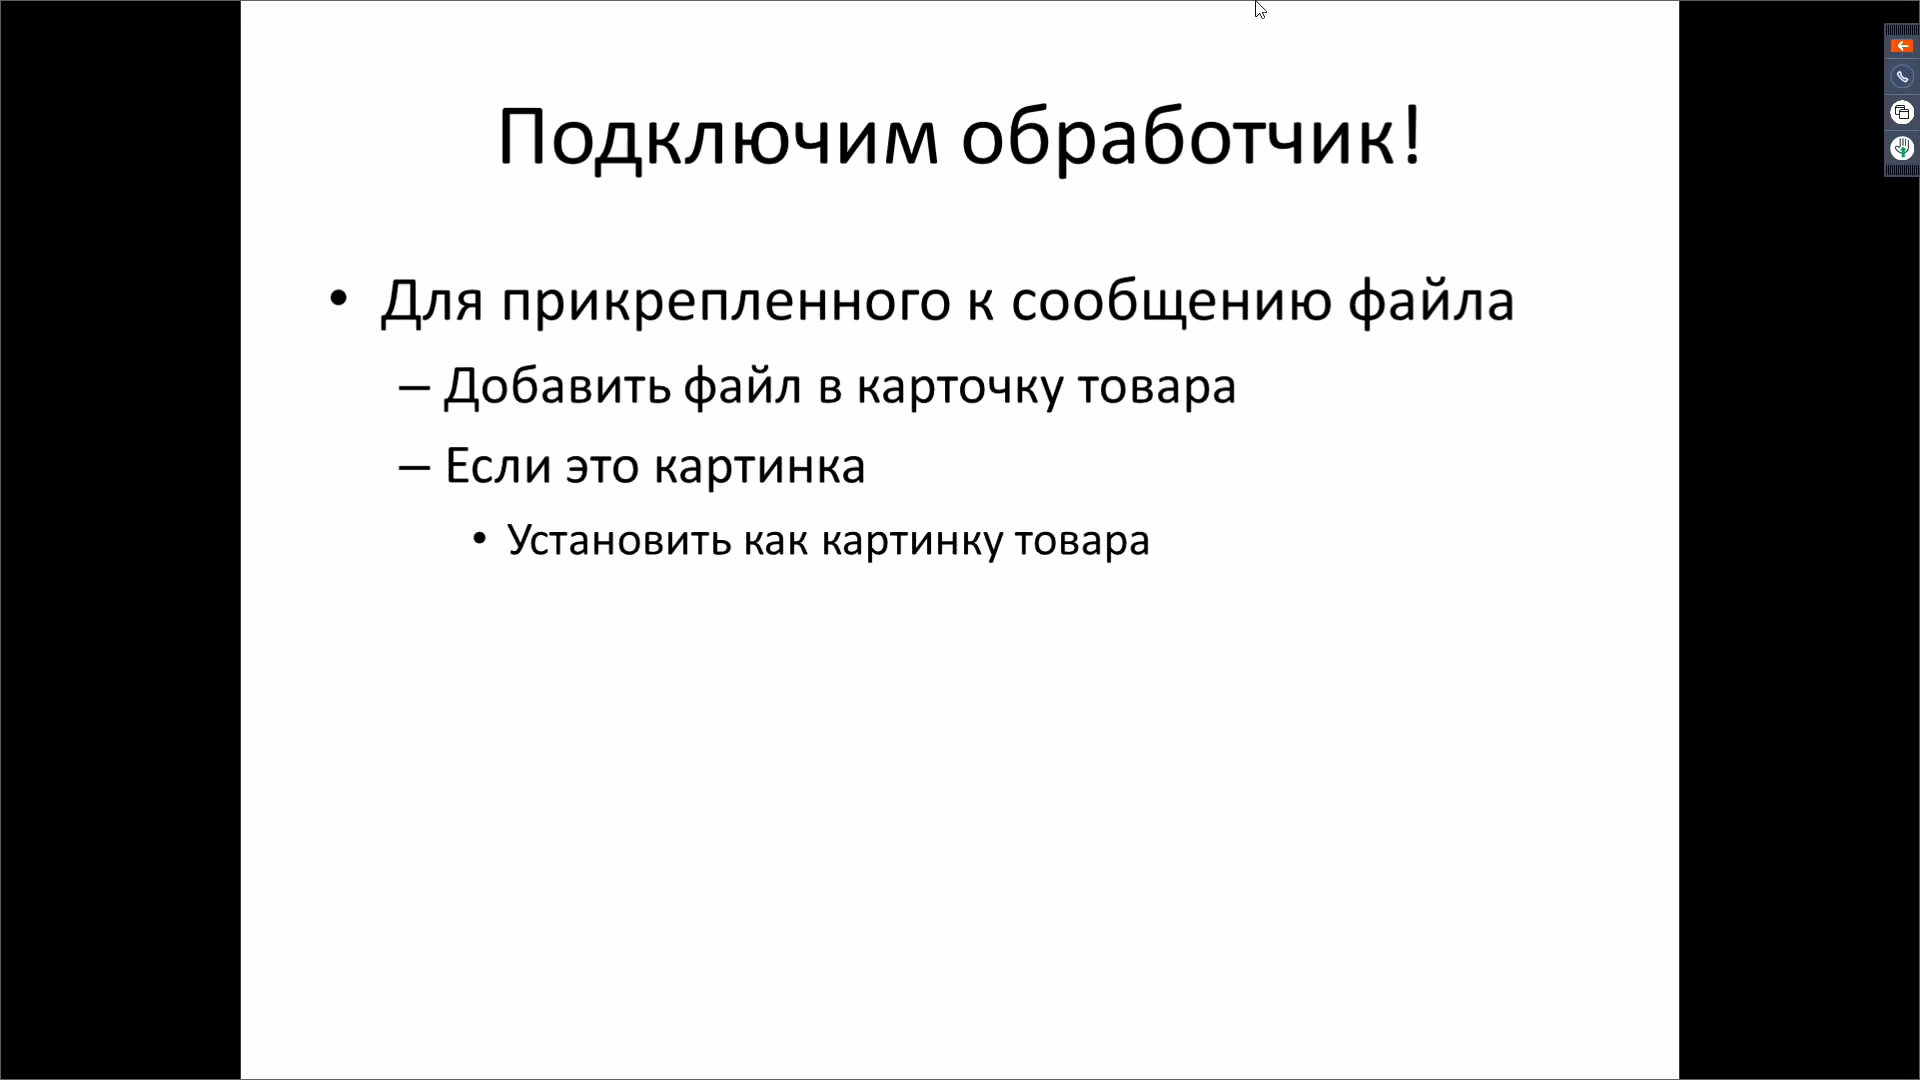 Подключим обработчик!
• Для прикрепленного к сообщению файла
– Добавить файл в карточку товара
– Если это картинка
• Установить как картинку товара